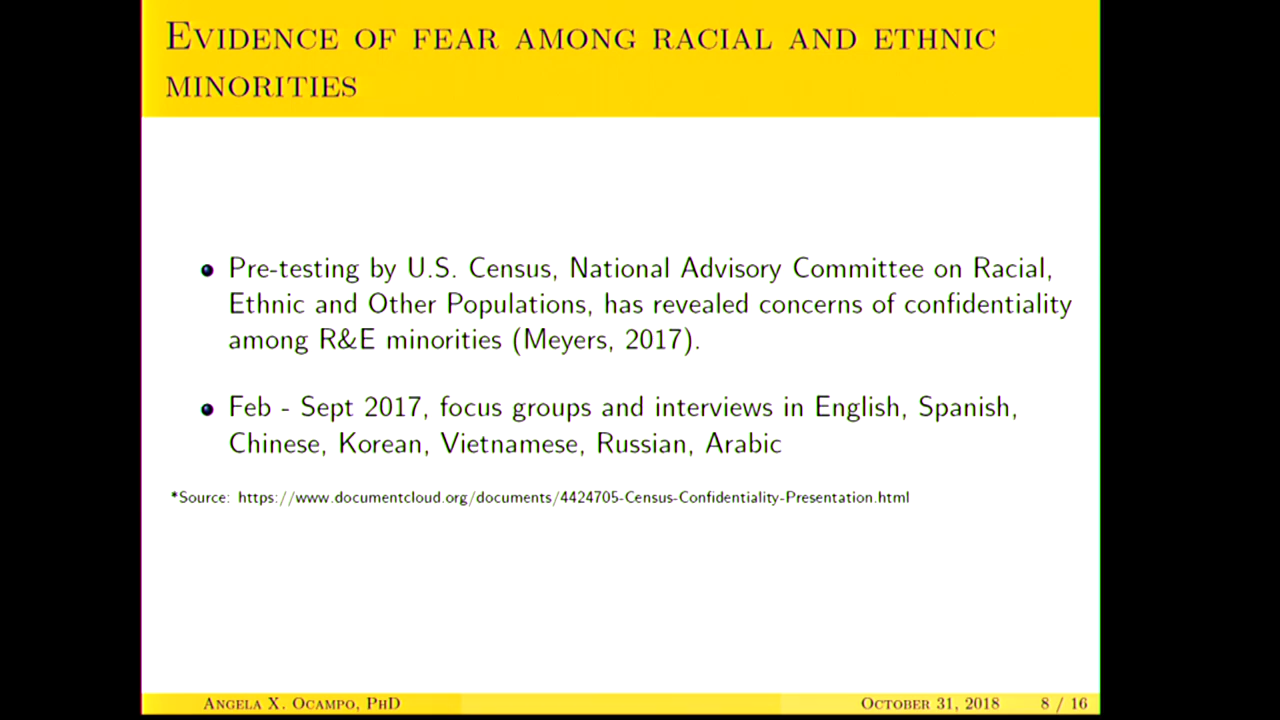 Evidence of fear among racial and ethnic
minorities
Pre-testing by U.S. Census, National Advisory Committee on Racial,
Ethnic and Other Populations, has revealed concerns of confidentiality
among R&E minorities (Meyers, 2017).
Feb - Sept 2017, focus groups and interviews in English, Spanish,
Chinese, Korean, Vietnamese, Russian, Arabic
*Source: https://www.documentcloud.org/documents/4424705-Census-Confidentiality-Presentation.html
Angela X. Ocampo, PhD October 31, 2018 8 / 16